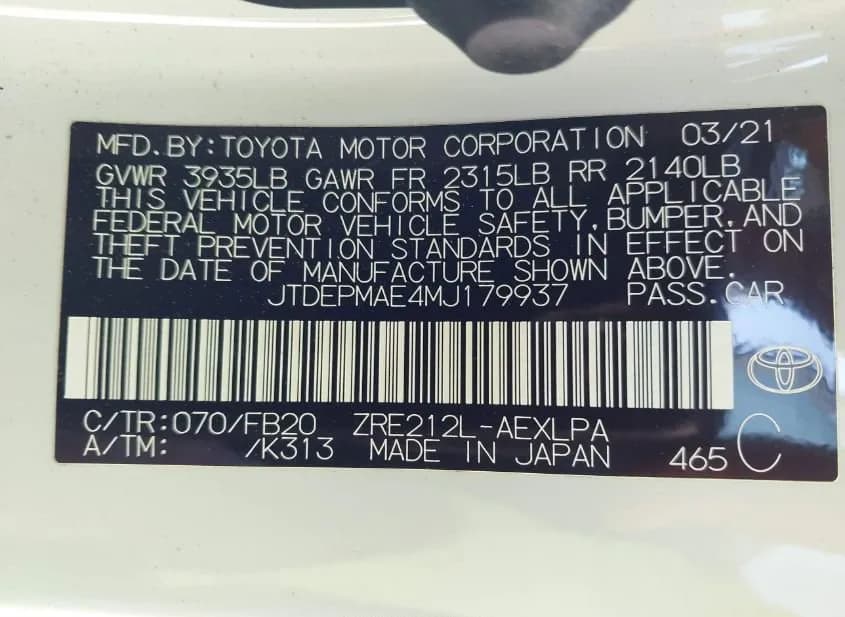 MFD.BY:TOYOTA MOTOR CORPORATION 03/21
GVWR 3935LB GAWR FR 2315LB RR 2140LB
THIS VEHICLE CONFORMS TO ALL APPLICABLE
FEDERAL MOTOR VEHICLE SAFETY,BUMPER,AND
THEFT PREVENTION STANDARDS IN EFFECT ON
THE DATE OF MANUFACTURE SHOWN ABOVE.
JTDEPMAE4MJ179937 PASS.CAR
C/TR:070/FB20 ZRE212L-AEXLPA
A/TM: /K313 MADE IN JAPAN 465 C